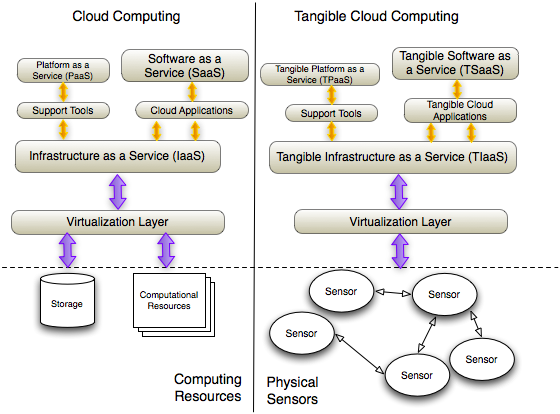 Cloud Computing
Platform as a
Service (PaaS)
Software as a
Service (SaaS)
Support Tools
Cloud Applications
Infrastructure as a Service (IaaS)
Virtualization Layer
Storage
Computational
Resources
Computing
Resources
Tangible Cloud Computing
Tangible Platform as a
Service (TPaaS)
Tangible Software as
a Service (TSaaS)
Support Tools
Tangible Cloud
Applications
Tangible Infrastructure as a Service (TIaaS)
Virtualization Layer
Sensor
Sensor
Sensor
Sensor
Sensor
Physical
Sensors